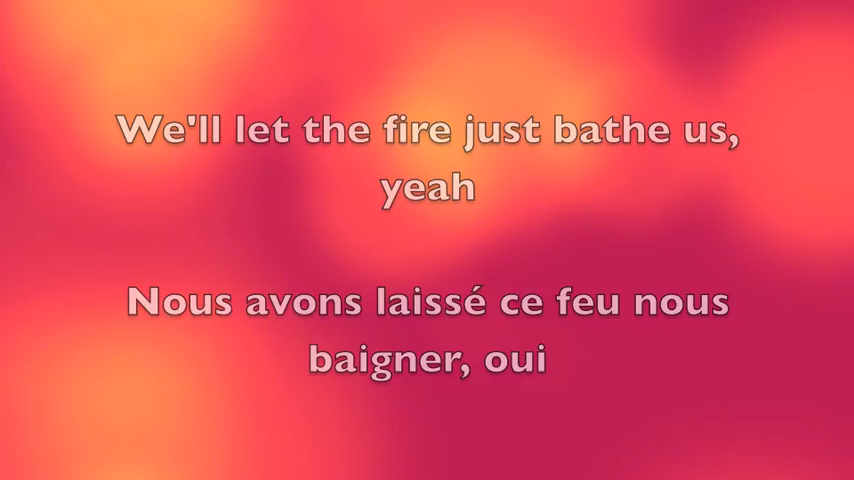 We'll let the fire just bathe us,
yeah
Nous avons laissé ce feu nous
baigner, oui